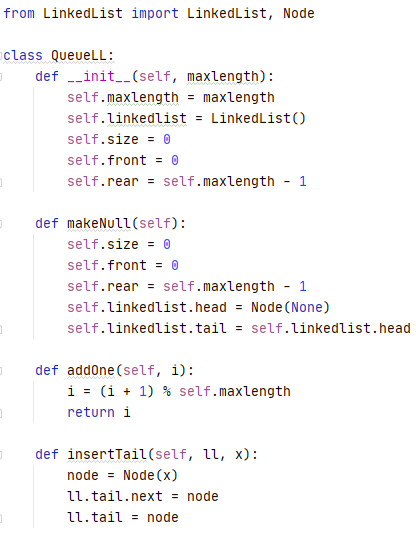 from LinkedList import LinkedList, Node

class QueueLL:
    def __init__(self, maxlength):
        self.maxlength = maxlength
        self.linkedlist = LinkedList()
        self.size = 0
        self.front = 0
        self.rear = self.maxlength - 1

    def makeNull(self):
        self.size = 0
        self.front = 0
        self.rear = self.maxlength - 1
        self.linkedlist.head = Node(None)
        self.linkedlist.tail = self.linkedlist.head

    def addOne(self, i):
        i = (i + 1) % self.maxlength
        return i

    def insertTail(self, ll, x):
        node = Node(x)
        ll.tail.next = node
        ll.tail = node